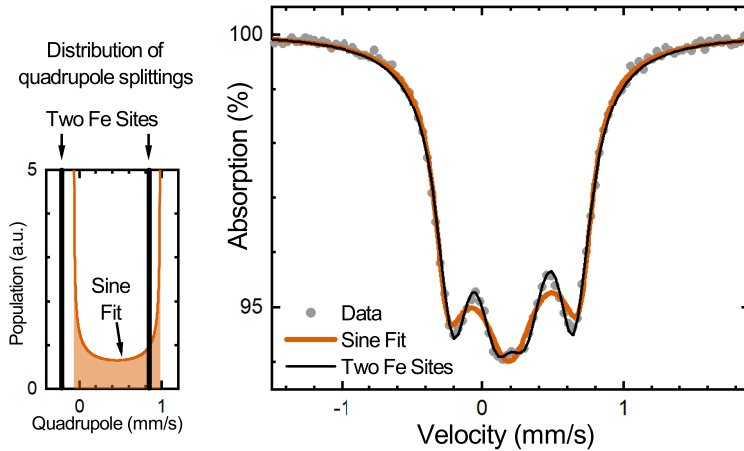 Distribution of
quadrupole splittings
Two Fe Sites
5
Population (a.u.)
Sine
Fit
0
0
1
Quadrupole (mm/s)
100
Absorption (%)
95
Data
Sine Fit
Two Fe Sites
-1
0
1
Velocity (mm/s)